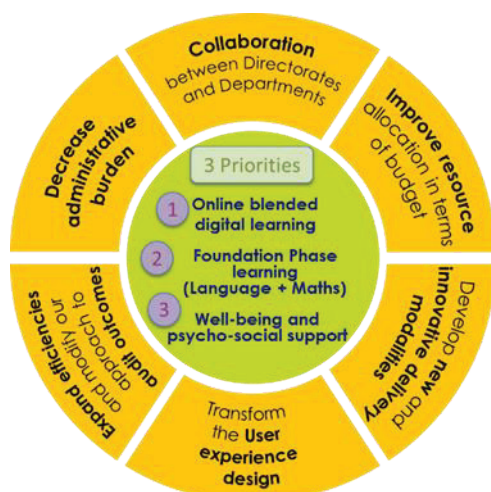 Collaboration
between Directorates
and Departments
Improve resource
allocation in terms
of budget
Develop new and
innovative delivery
modalities
Transform
the User
experience
design
Expand efficiencies
and modify our
approach to
audit outcomes
Decrease
administrative
burden
3 Priorities
1 Online blended
digital learning
2 Foundation Phase
learning
(Language + Maths)
3 Well-being and
psycho-social support